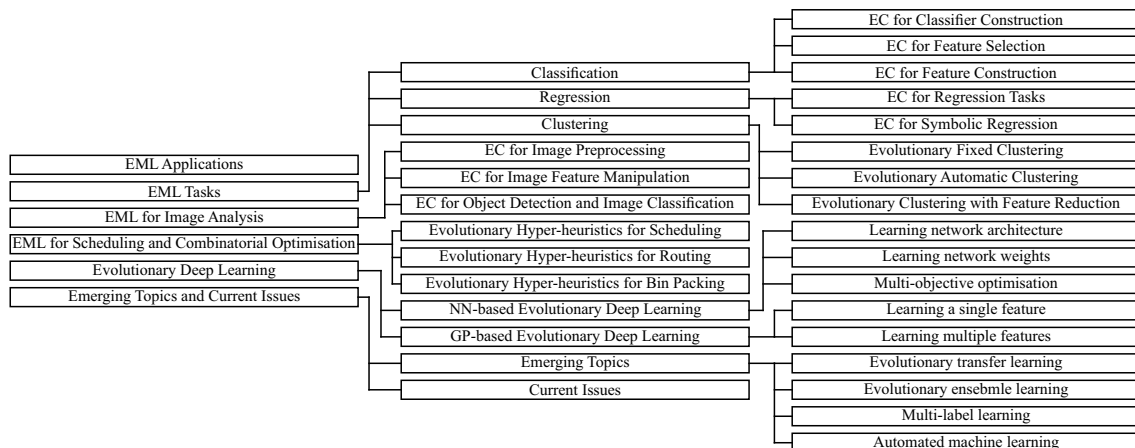 EML Applications
EML Tasks
EML for Image Analysis
EML for Scheduling and Combinatorial Optimisation
Evolutionary Deep Learning
Emerging Topics and Current Issues
Classification
Regression
Clustering
EC for Image Preprocessing
EC for Image Feature Manipulation
EC for Object Detection and Image Classification
Evolutionary Hyper-heuristics for Scheduling
Evolutionary Hyper-heuristics for Routing
Evolutionary Hyper-heuristics for Bin Packing
NN-based Evolutionary Deep Learning
GP-based Evolutionary Deep Learning
Emerging Topics
Current Issues
EC for Classifier Construction
EC for Feature Selection
EC for Feature Construction
EC for Regression Tasks
EC for Symbolic Regression
Evolutionary Fixed Clustering
Evolutionary Automatic Clustering
Evolutionary Clustering with Feature Reduction
Learning network architecture
Learning network weights
Multi-objective optimisation
Learning a single feature
Learning multiple features
Evolutionary transfer learning
Evolutionary ensebmle learning
Multi-label learning
Automated machine learning